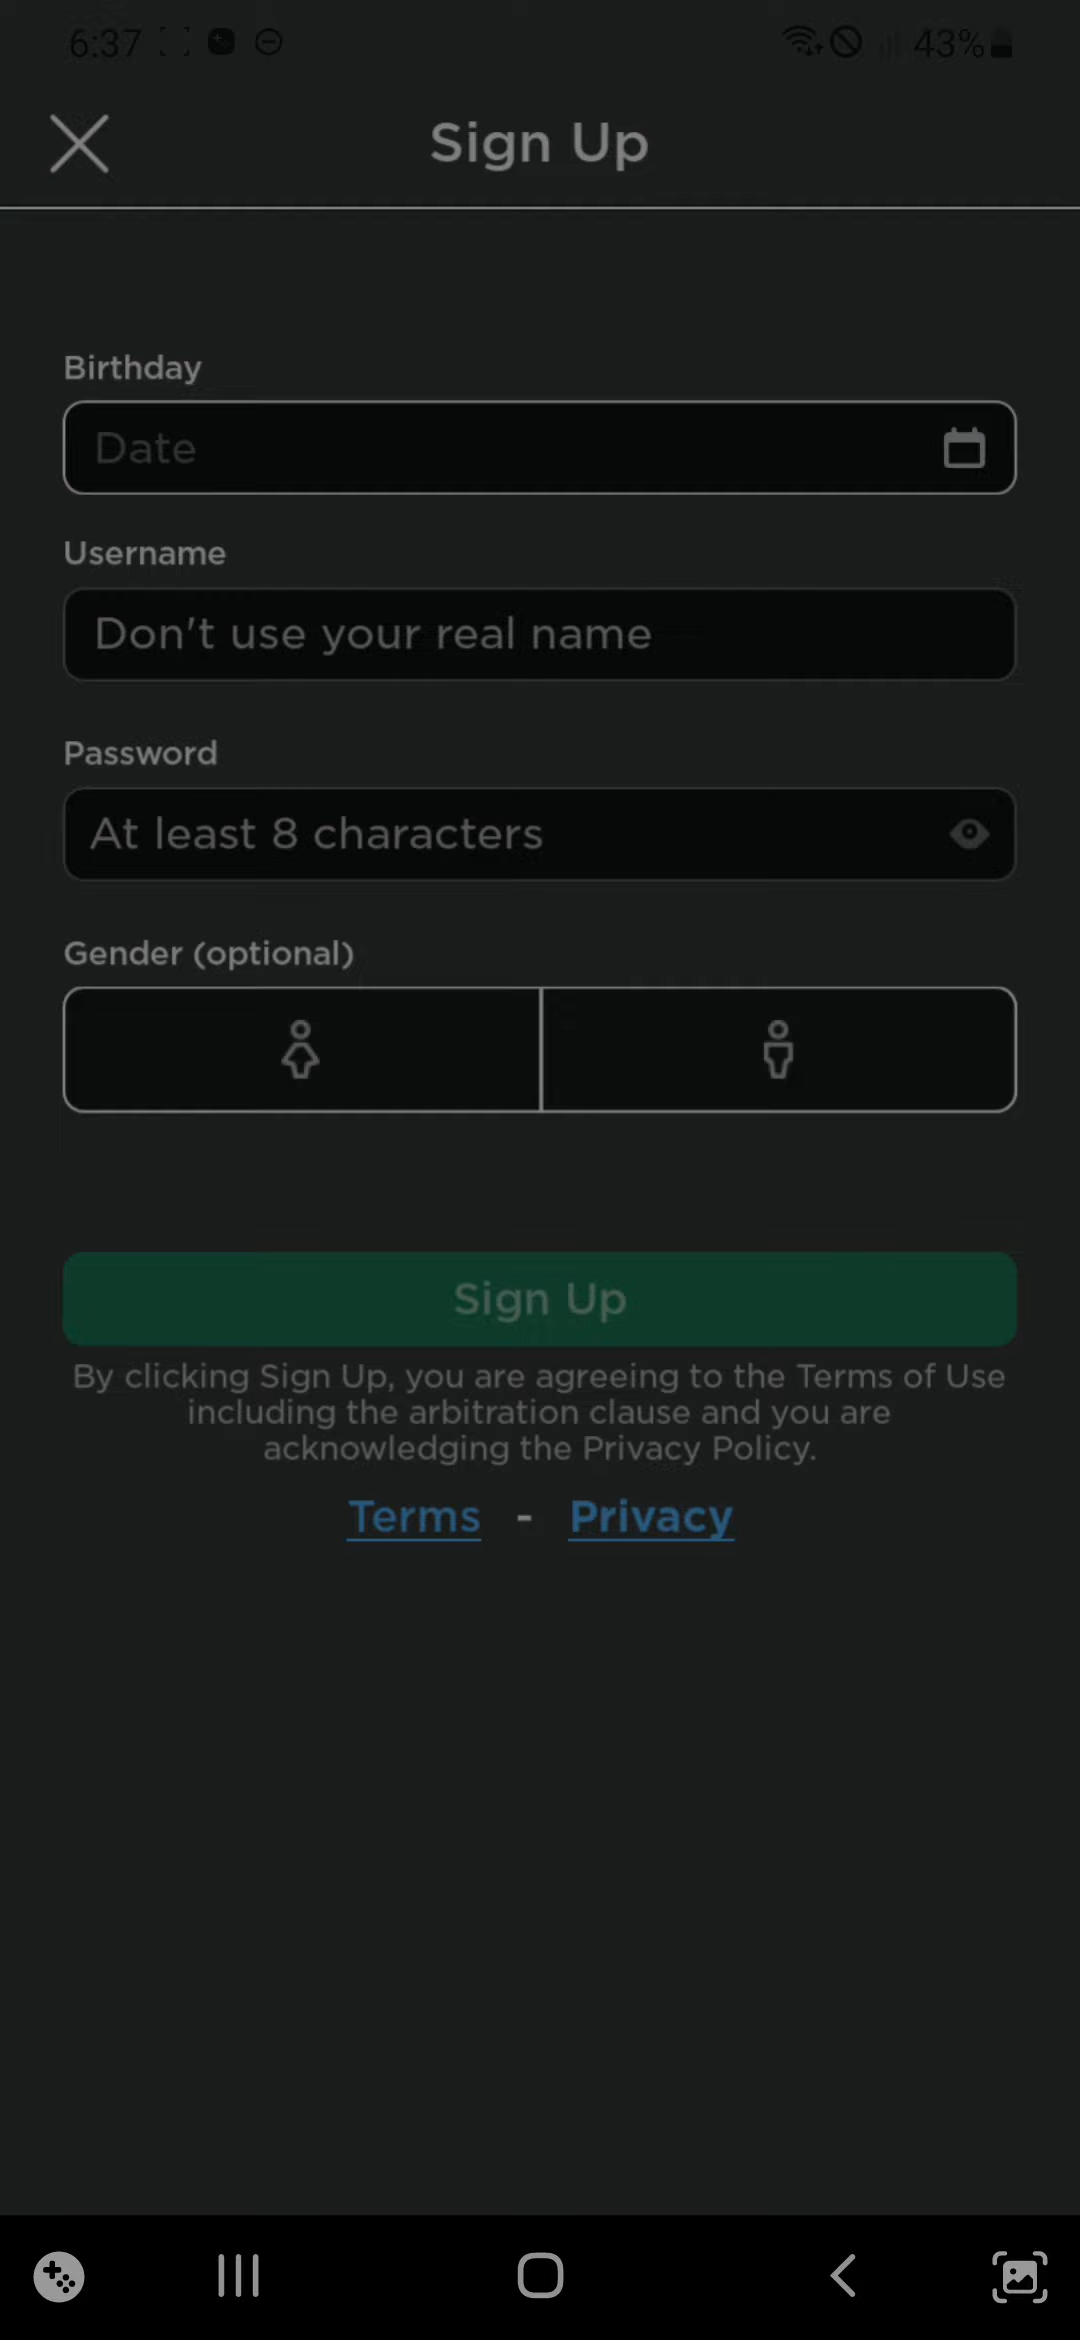 6:37
43%
Sign Up
Birthday
Date
Username
Don't use your real name
Password
At least 8 characters
Gender (optional)
Sign Up
By clicking Sign Up, you are agreeing to the Terms of Use
including the arbitration clause and you are
acknowledging the Privacy Policy.
Terms - Privacy